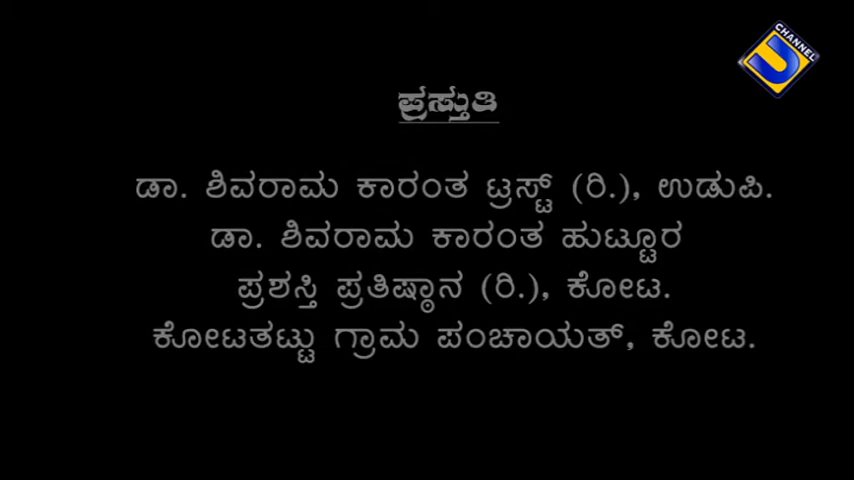 CHANNEL
U
ಪ್ರಸ್ತುತಿ
ಡಾ. ಶಿವರಾಮ ಕಾರಂತ ಟ್ರಸ್ಟ್ (ರಿ.), ಉಡುಪಿ.
ಡಾ. ಶಿವರಾಮ ಕಾರಂತ ಹುಟ್ಟೂರ
ಪ್ರಶಸ್ತಿ ಪ್ರತಿಷ್ಠಾನ (ರಿ.), ಕೋಟ.
ಕೋಟತಟ್ಟು ಗ್ರಾಮ ಪಂಚಾಯತ್, ಕೋಟ.